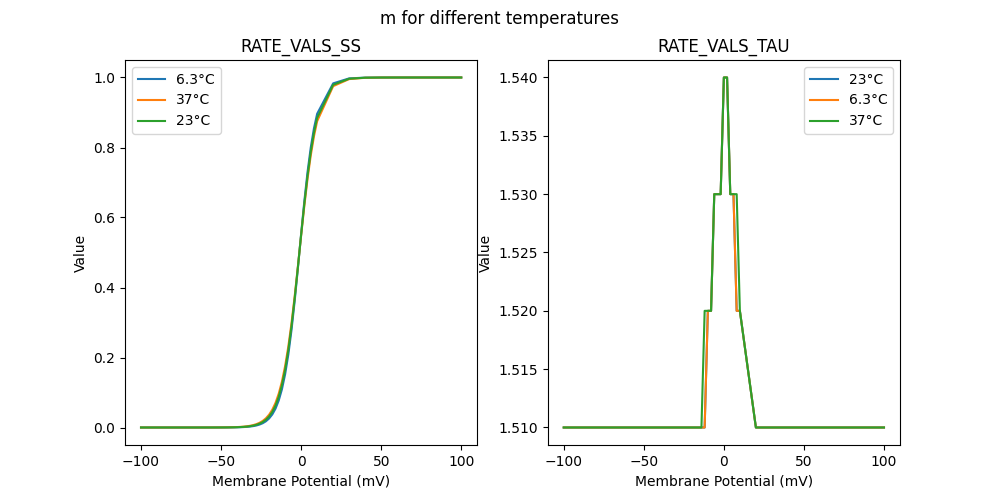 m for different temperatures
RATE_VALS_SS
RATE_VALS_TAU
6.3°C
37°C
23°C
1.0
0.8
0.6
0.4
0.2
0.0
Value
−100
−50
0
50
100
Membrane Potential (mV)
23°C
6.3°C
37°C
1.540
1.535
1.530
1.525
1.520
1.515
1.510
Value
−100
−50
0
50
100
Membrane Potential (mV)